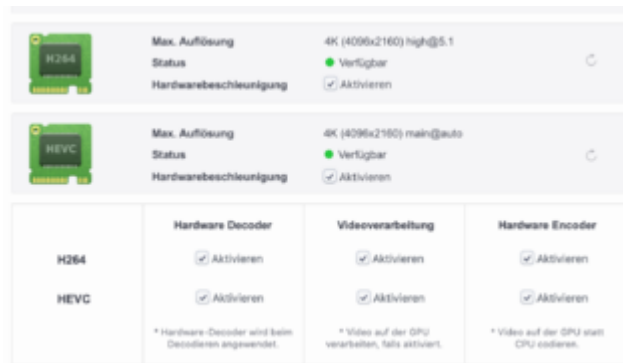 H264
Max. Auflösung 4K (4096x2160) high@5.1
Status Verfügbar
Hardwarebeschleunigung Aktivieren
HEVC
Max. Auflösung 4K (4096x2160) main@auto
Status Verfügbar
Hardwarebeschleunigung Aktivieren
Hardware Decoder Videoverarbeitung Hardware Encoder
H264 Aktivieren Aktivieren Aktivieren
HEVC Aktivieren Aktivieren Aktivieren
* Hardware-Decoder wird beim * Video auf der GPU * Video auf der GPU statt
Decodieren angewendet. verarbeiten, falls aktiviert. CPU codieren.